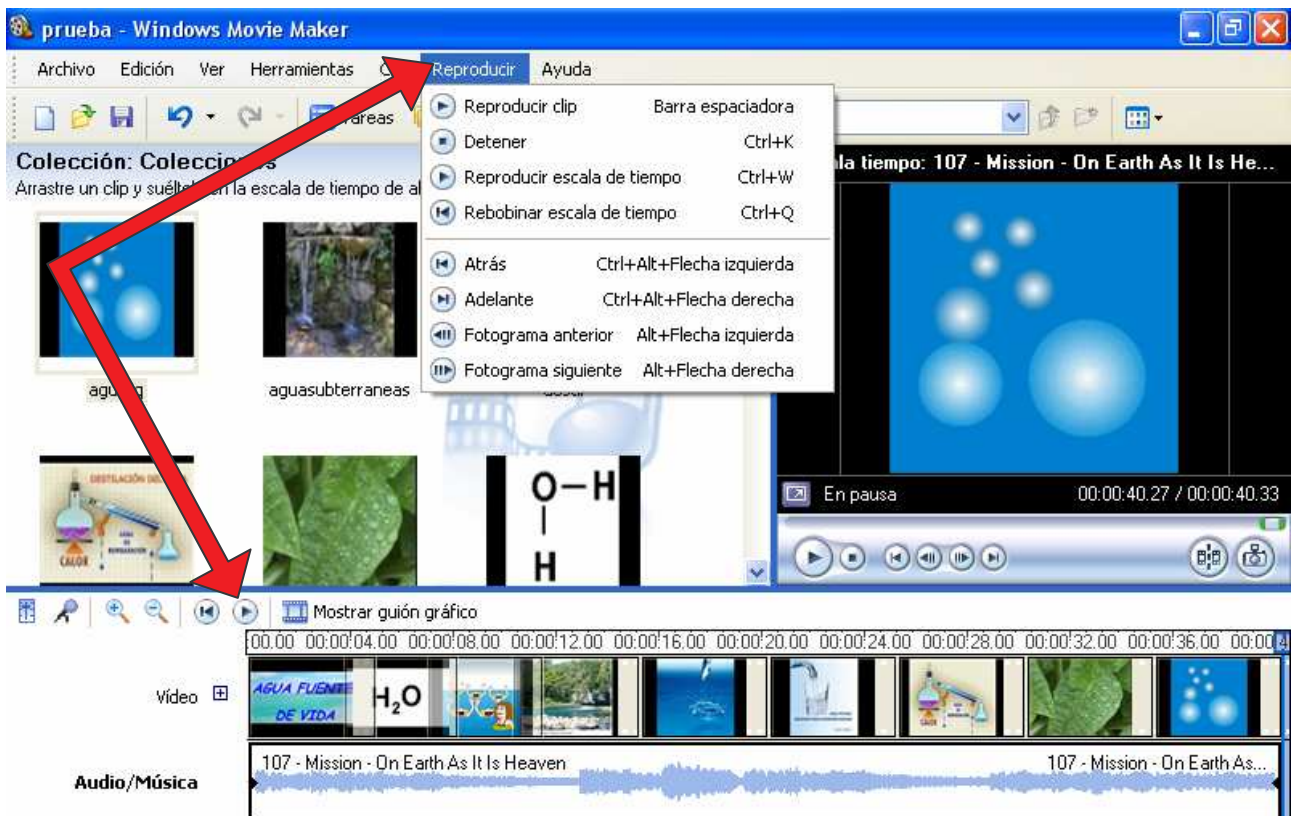 prueba - Windows Movie Maker
Archivo Edición Ver Herramientas Reproducir Ayuda
Reproducir clip Barra espaciadora
Detener Ctrl+K
Reproducir escala de tiempo Ctrl+W
Rebobinar escala de tiempo Ctrl+Q
Atrás Ctrl+Alt+Flecha izquierda
Adelante Ctrl+Alt+Flecha derecha
Fotograma anterior Alt+Flecha izquierda
Fotograma siguiente Alt+Flecha derecha
Colección:
Arrastre un clip y en la escala de tiempo de
tiempo: 107 - Mission - On Earth As It Is He...
aguasubterraneas
CALOR
O-H
H
En pausa 00:00:40.27 / 00:00:40.33
Mostrar guión gráfico
00.00 00:00:04.00 00:00:08.00 00:00:12.00 00:00:16.00 00:00:20.00 00:00:24.00 00:00:28.00 00:00:32.00 00:00:36.00
Vídeo
AGUA FUENTE
DE VIDA
H2O
Audio/Música
107 - Mission - On Earth As It Is Heaven 107 - Mission - On Earth As...